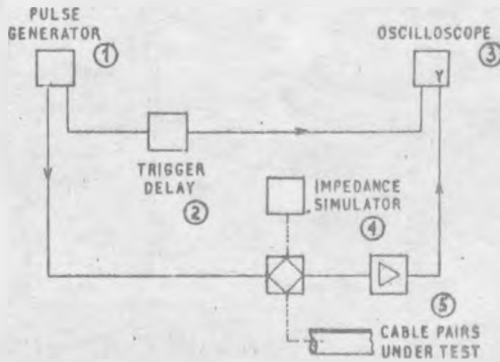 PULSE
GENERATOR
1
OSCILLOSCOPE
3
Y
TRIGGER
DELAY
2
IMPEDANCE
SIMULATOR
4
5
CABLE PAIRS
UNDER TEST